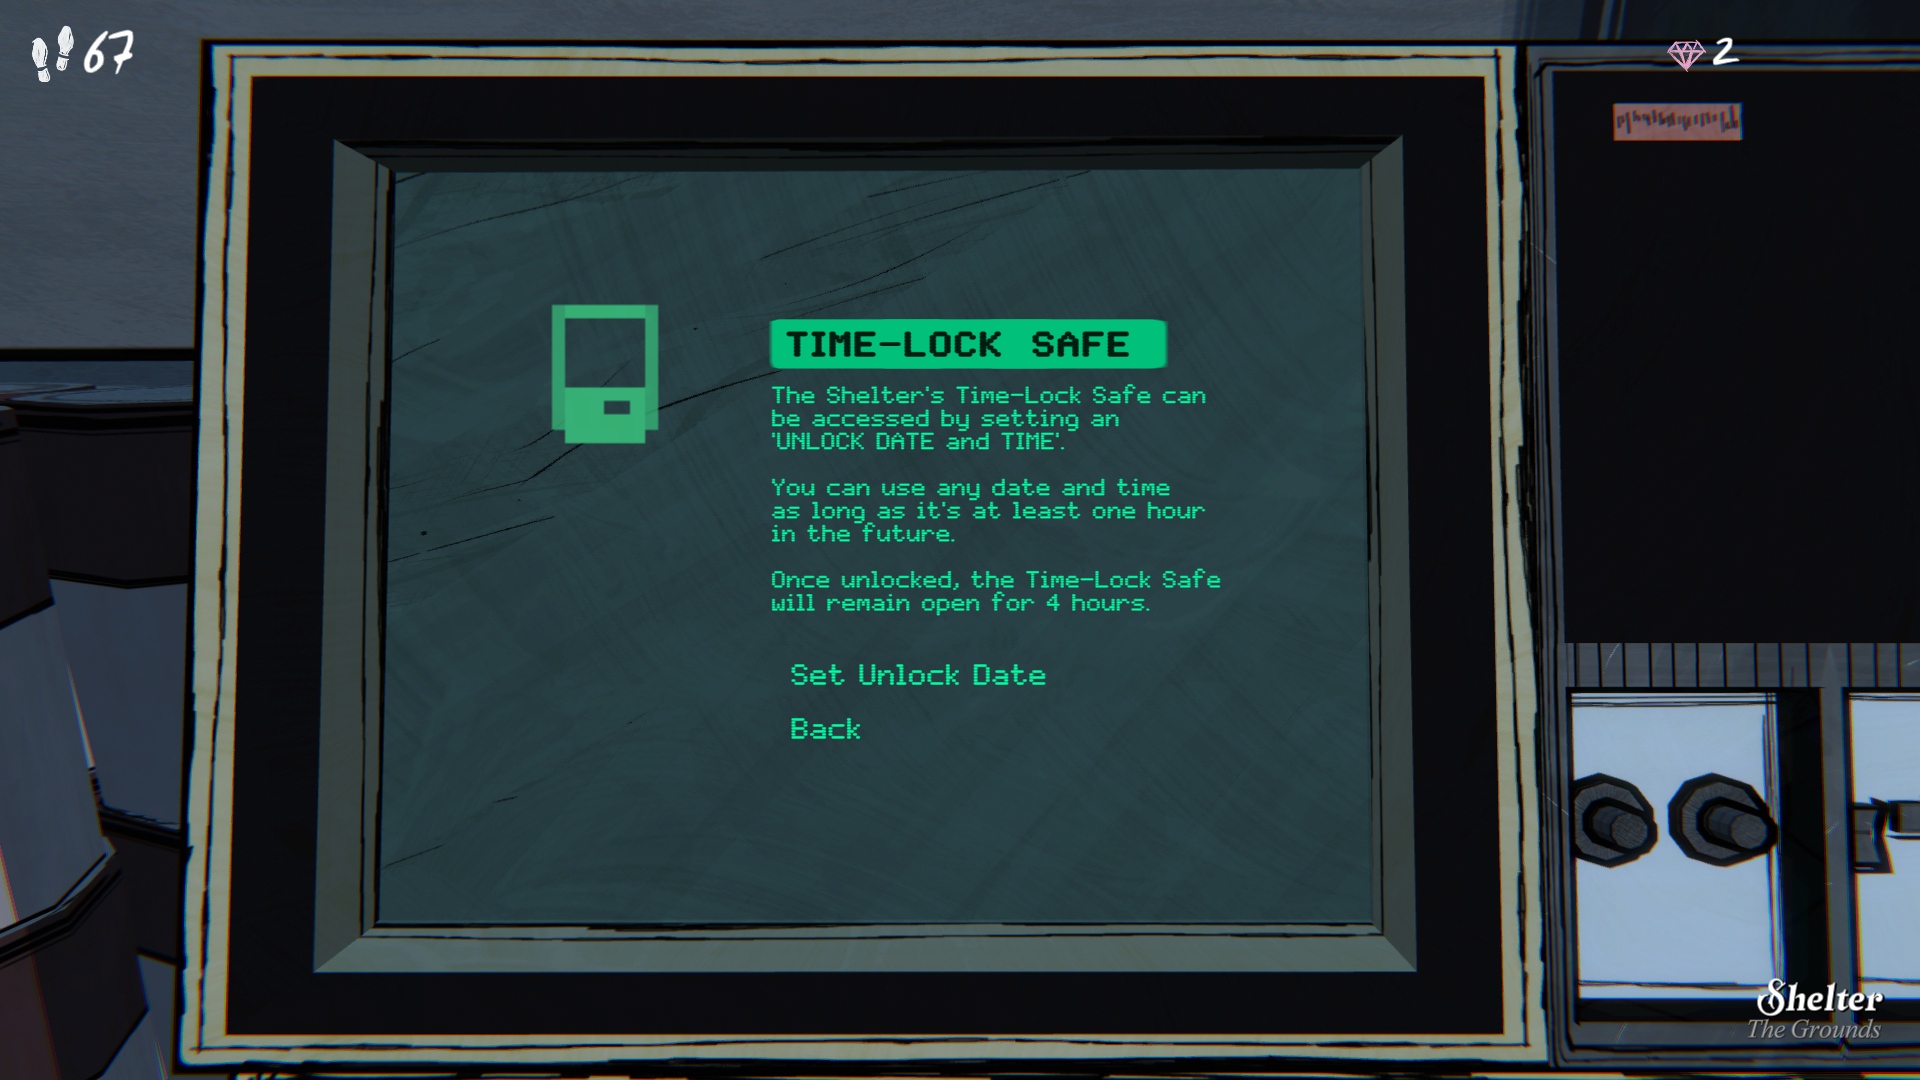 67
2
TIME-LOCK SAFE
The Shelter's Time-Lock Safe can
be accessed by setting an
'UNLOCK DATE and TIME'.
You can use any date and time
as long as it's at least one hour
in the future.
Once unlocked, the Time-Lock Safe
will remain open for 4 hours.
Set Unlock Date
Back
Shelter
The Grounds